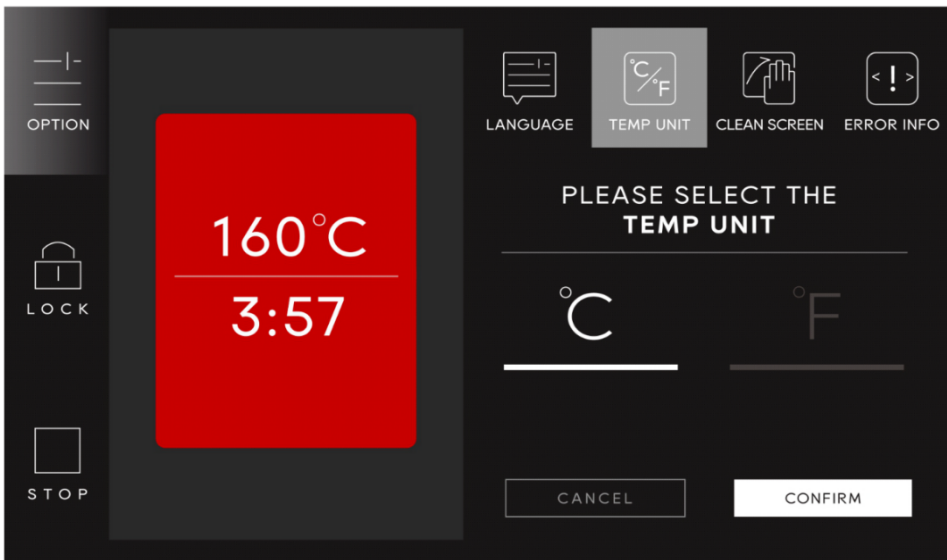 OPTION
LOCK
STOP
160°C
3:57
LANGUAGE
°C/°F
TEMP UNIT
CLEAN SCREEN
<!>
ERROR INFO
PLEASE SELECT THE
TEMP UNIT
°C
°F
CANCEL
CONFIRM